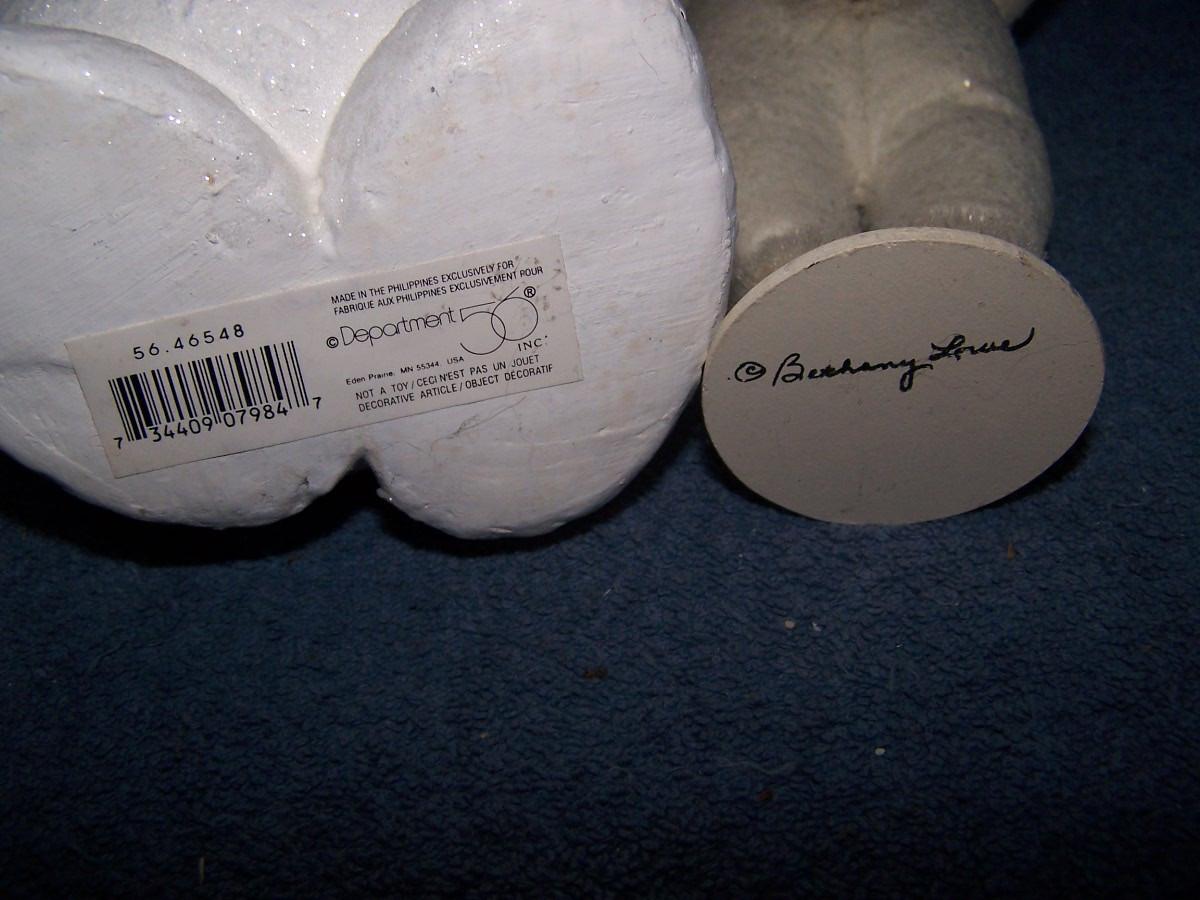 56.46548
7 34409 07984 7
MADE IN THE PHILIPPINES EXCLUSIVELY FOR
FABRIQUE AUX PHILIPPINES EXCLUSIVEMENT POUR
© Department 56®
INC.
Eden Prairie, MN 55344, USA
NOT A TOY / CECI N'EST PAS UN JOUET
DECORATIVE ARTICLE / OBJECT DÉCORATIF
© Bethany Lowe